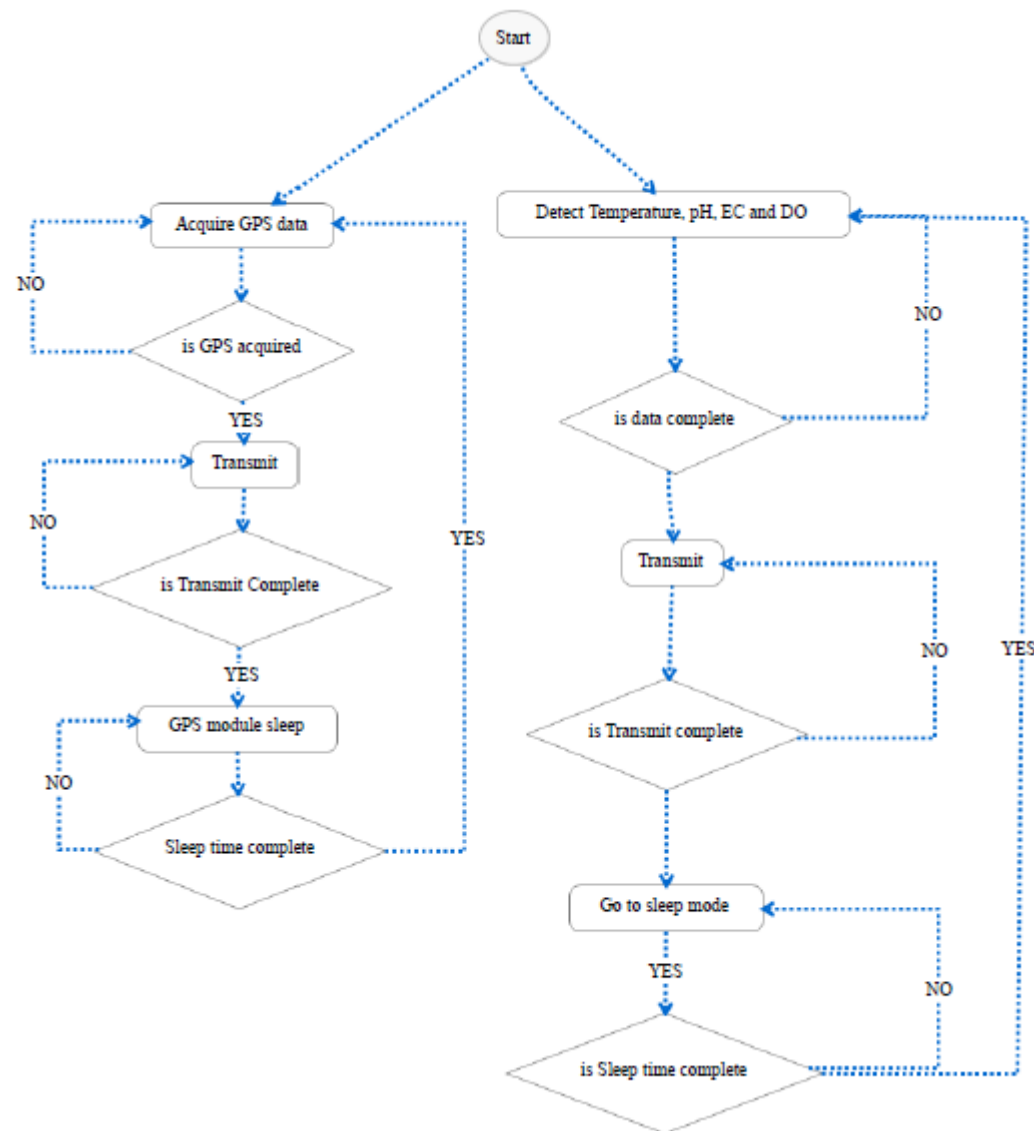 Start
Acquire GPS data
NO
is GPS acquired
YES
Transmit
NO
is Transmit Complete
YES
YES
GPS module sleep
NO
Sleep time complete
Detect Temperature, pH, EC and DO
NO
is data complete
Transmit
NO
YES
is Transmit complete
Go to sleep mode
YES
NO
is Sleep time complete